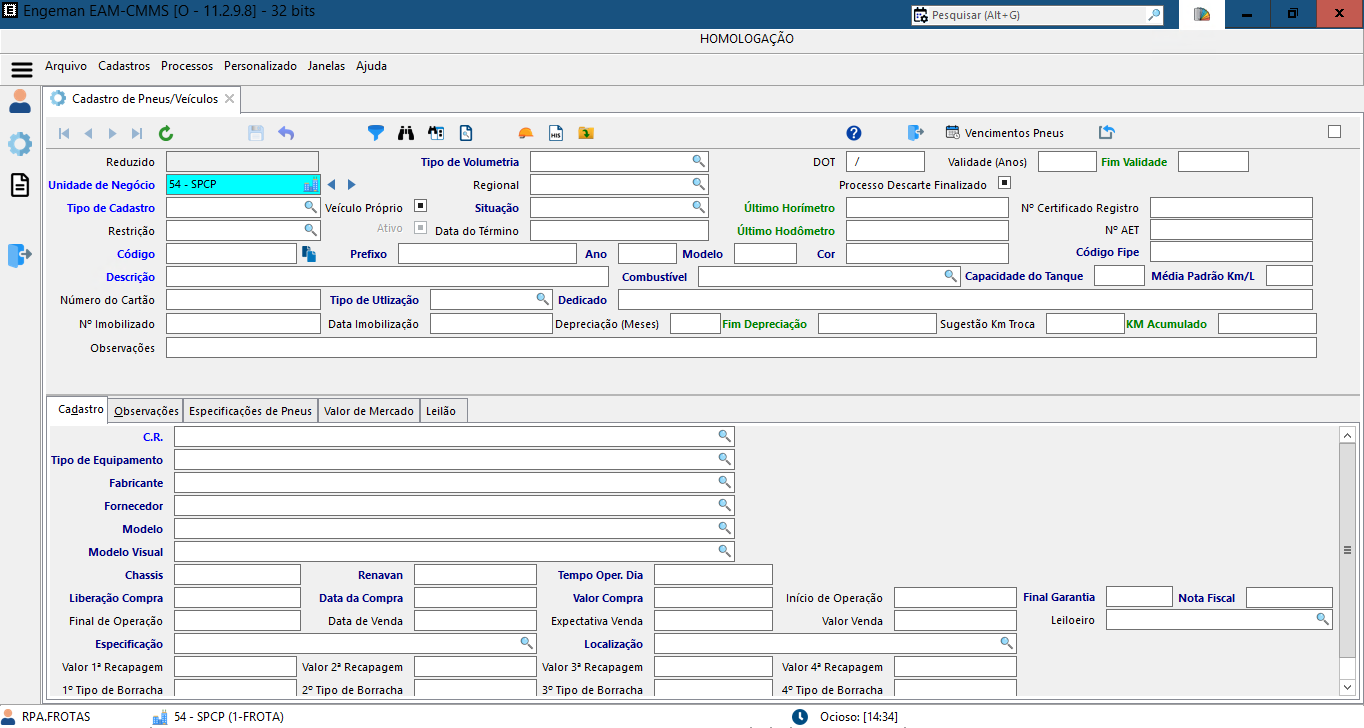 Engeman EAM-CMMS [O - 11.2.9.8] - 32 bits
Pesquisar (Alt+G)
HOMOLOGAÇÃO
Arquivo Cadastros Processos Personalizado Janelas Ajuda
Cadastro de Pneus/Veículos
HIS Vencimentos Pneus
Reduzido Tipo de Volumetria DOT / Validade (Anos) Fim Validade
Unidade de Negócio 54 - SPCP Regional Processo Descarte Finalizado
Tipo de Cadastro Veículo Próprio Situação Último Horímetro Nº Certificado Registro
Restrição Ativo Data do Término Último Hodômetro Nº AET
Código Prefixo Ano Modelo Cor Código Fipe
Descrição Combustível Capacidade do Tanque Média Padrão Km/L
Número do Cartão Tipo de Utlização Dedicado
Nº Imobilizado Data Imobilização Depreciação (Meses) Fim Depreciação Sugestão Km Troca KM Acumulado
Observações
Cadastro Observações Especificações de Pneus Valor de Mercado Leilão
C.R.
Tipo de Equipamento
Fabricante
Fornecedor
Modelo
Modelo Visual
Chassis Renavan Tempo Oper. Dia
Liberação Compra Data da Compra Valor Compra Início de Operação Final Garantia Nota Fiscal
Final de Operação Data de Venda Expectativa Venda Valor Venda Leiloeiro
Especificação Localização
Valor 1ª Recapagem Valor 2ª Recapagem Valor 3ª Recapagem Valor 4ª Recapagem
1º Tipo de Borracha 2º Tipo de Borracha 3º Tipo de Borracha 4º Tipo de Borracha
RPA.FROTAS 54 - SPCP (1-FROTA) Ocioso: [14:34]